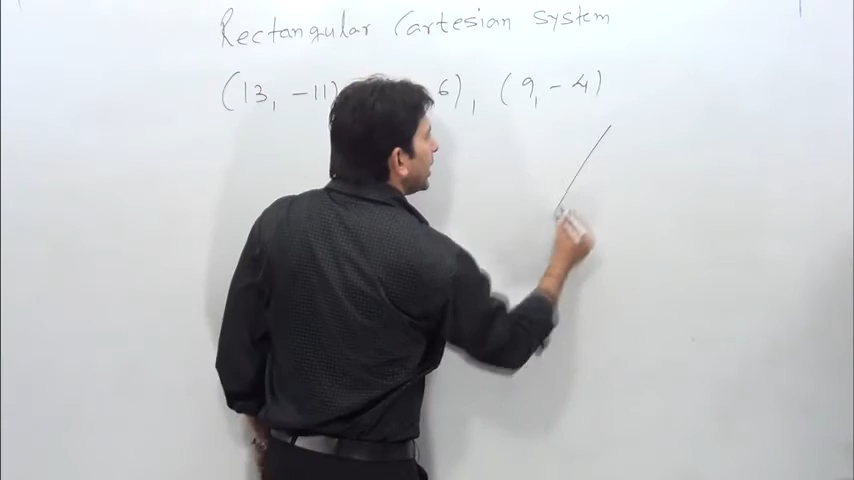 Rectangular Cartesian system
(13, -11) 6), (9, -4)